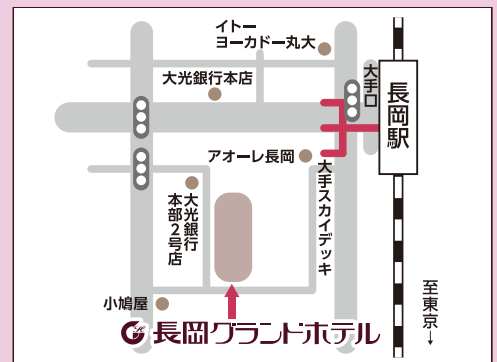 イトー
ヨーカドー丸大
大光銀行本店
大手口
長岡駅
アオーレ長岡
大手スカイデッキ
大光銀行
本部2号店
小鳩屋
至東京→
長岡グランドホテル